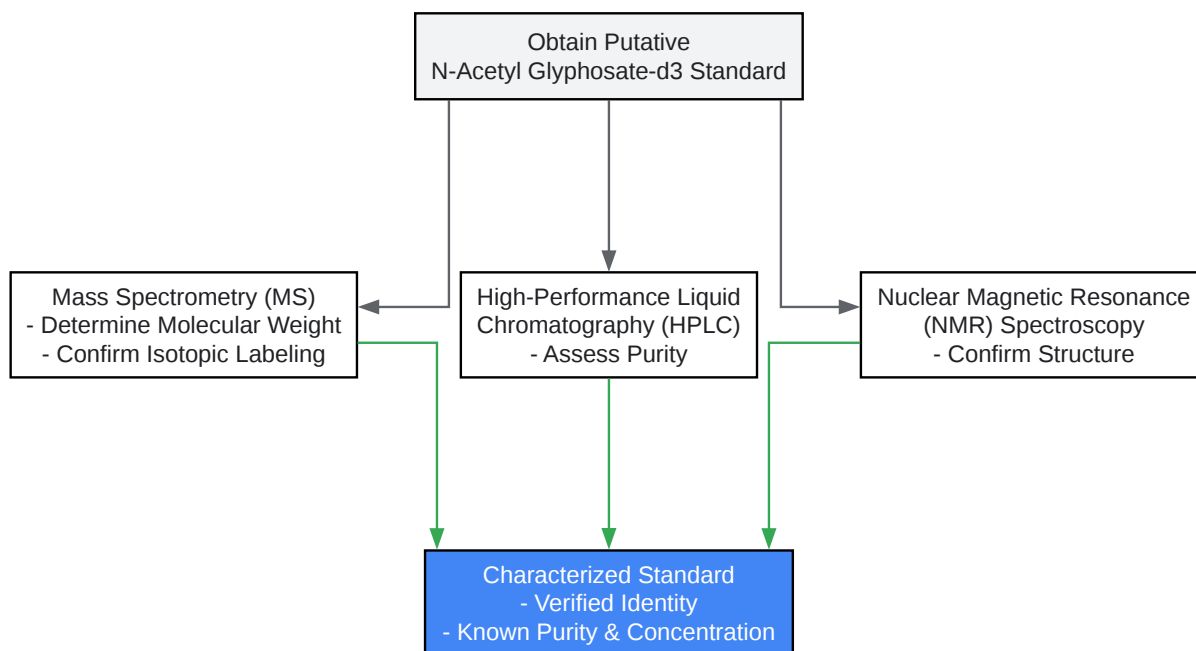 Obtain Putative
N-Acetyl Glyphosate-d3 Standard
Mass Spectrometry (MS)
- Determine Molecular Weight
- Confirm Isotopic Labeling
High-Performance Liquid
Chromatography (HPLC)
- Assess Purity
Nuclear Magnetic Resonance
(NMR) Spectroscopy
- Confirm Structure
Characterized Standard
- Verified Identity
- Known Purity & Concentration